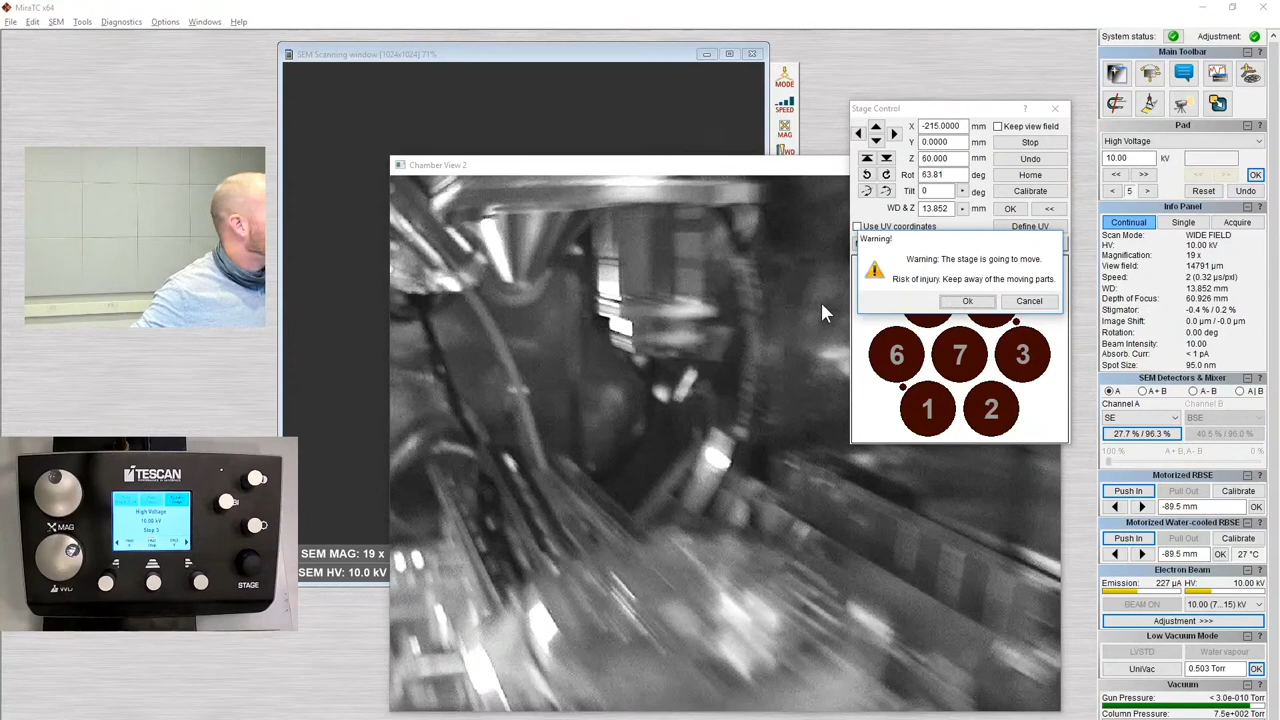 MiraTC x64
File Edit SEM Tools Diagnostics Options Windows Help
SEM Scanning window [1024x1024] 71%
MODE
SPEED
MAG
WD
Chamber View 2
SEM MAG: 19 x
SEM HV: 10.0 kV
TESCAN
High Voltage
10.00 kV
Step 5
MAG
WD
STAGE
Stage Control ?
X -215.0000 Keep view field
Y 0.0000 mm Stop
Z 60.000 mm Undo
Rot 63.81 deg Home
Tilt 0 deg Calibrate
WD & Z 13.852 mm OK <<
Use UV coordinates Define UV
Warning!
Warning: The stage is going to move.
Risk of injury. Keep away of the moving parts.
Ok Cancel
6 7 3
1 2
System status: Adjustment:
Main Toolbar ?
Pad ?
High Voltage
10.00 kV
<< >> << >> OK
< 5 > Reset Undo
Info Panel ?
Continual Single Acquire
Scan Mode: WIDE FIELD
HV: 10.00 kV
Magnification: 19 x
View field: 14791 µm
Speed: 2 (0.32 µs/pxl)
WD: 13.852 mm
Depth of Focus: 60.926 mm
Stigmator: -0.4 % / 0.2 %
Image Shift: 0.0 µm / -0.0 µm
Rotation: 0.00 deg
Beam Intensity: 10.00
Absorb. Curr: < 1 pA
Spot Size: 95.0 nm
SEM Detectors & Mixer ?
A A + B A - B A | B
Channel A Channel B
SE BSE
27.7 % / 96.3 % 40.5 % / 96.0 %
100 % A + B,A - B 0 %
Motorized RBSE ?
Push In Pull Out Calibrate
-89.5 mm OK
Motorized Water-cooled RBSE ?
Push In Pull Out Calibrate
-89.5 mm OK 27 °C
Electron Beam ?
Emission: 227 µA HV: 10.00 kV
BEAM ON 10.00 (7...15) kV
Adjustment >>>
Low Vacuum Mode ?
LVSTD Water vapour
UniVac 0.503 Torr OK
Vacuum ?
Gun Pressure: < 3.0e-010 Torr
Column Pressure: 7.5e+002 Torr